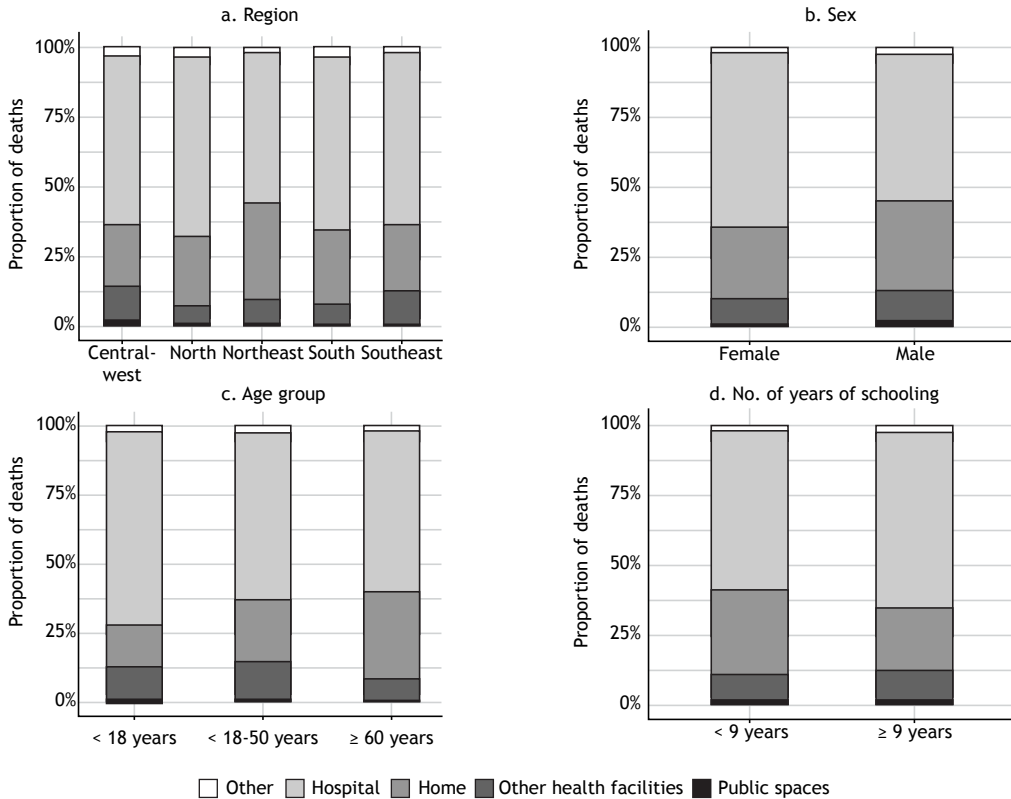 a. Region
Proportion of deaths
100%
75%
50%
25%
0%
Central-
west
North
Northeast
South
Southeast
b. Sex
Proportion of deaths
100%
75%
50%
25%
0%
Female
Male
c. Age group
Proportion of deaths
100%
75%
50%
25%
0%
< 18 years
< 18-50 years
≥ 60 years
d. No. of years of schooling
Proportion of deaths
100%
75%
50%
25%
0%
< 9 years
≥ 9 years
Other Hospital Home Other health facilities Public spaces